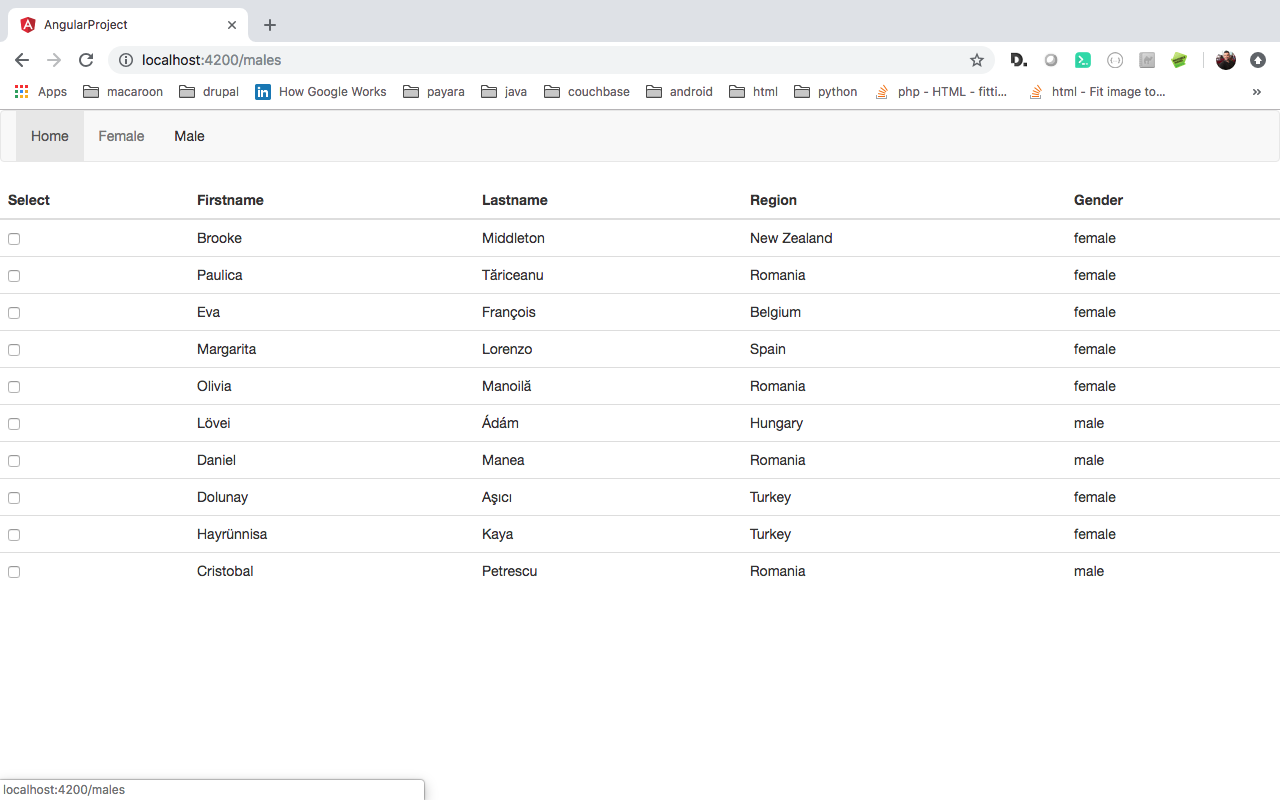 AngularProject
localhost:4200/males
Apps macaroon drupal How Google Works payara java couchbase android html python php - HTML - fitti... html - Fit image to... »
Home Female Male
Select Firstname Lastname Region Gender
Brooke Middleton New Zealand female
Paulica Tăriceanu Romania female
Eva François Belgium female
Margarita Lorenzo Spain female
Olivia Manoilă Romania female
Lövei Ádám Hungary male
Daniel Manea Romania male
Dolunay Aşıcı Turkey female
Hayrünnisa Kaya Turkey female
Cristobal Petrescu Romania male
localhost:4200/males